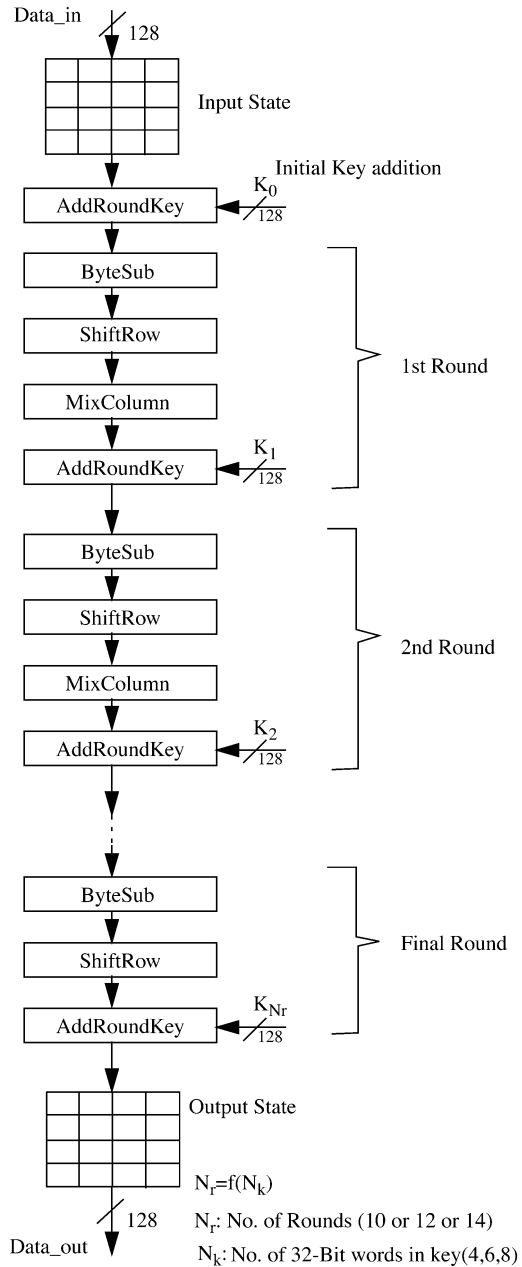 Data_in
128
Input State
Initial Key addition
K0
AddRoundKey
128
ByteSub
ShiftRow
1st Round
MixColumn
K1
AddRoundKey
128
ByteSub
ShiftRow
2nd Round
MixColumn
K2
AddRoundKey
128
ByteSub
Final Round
ShiftRow
KNr
AddRoundKey
128
Output State
Nr=f(Nk)
128
Nr: No. of Rounds (10 or 12 or 14)
Data_out
Nk: No. of 32-Bit words in key(4,6,8)